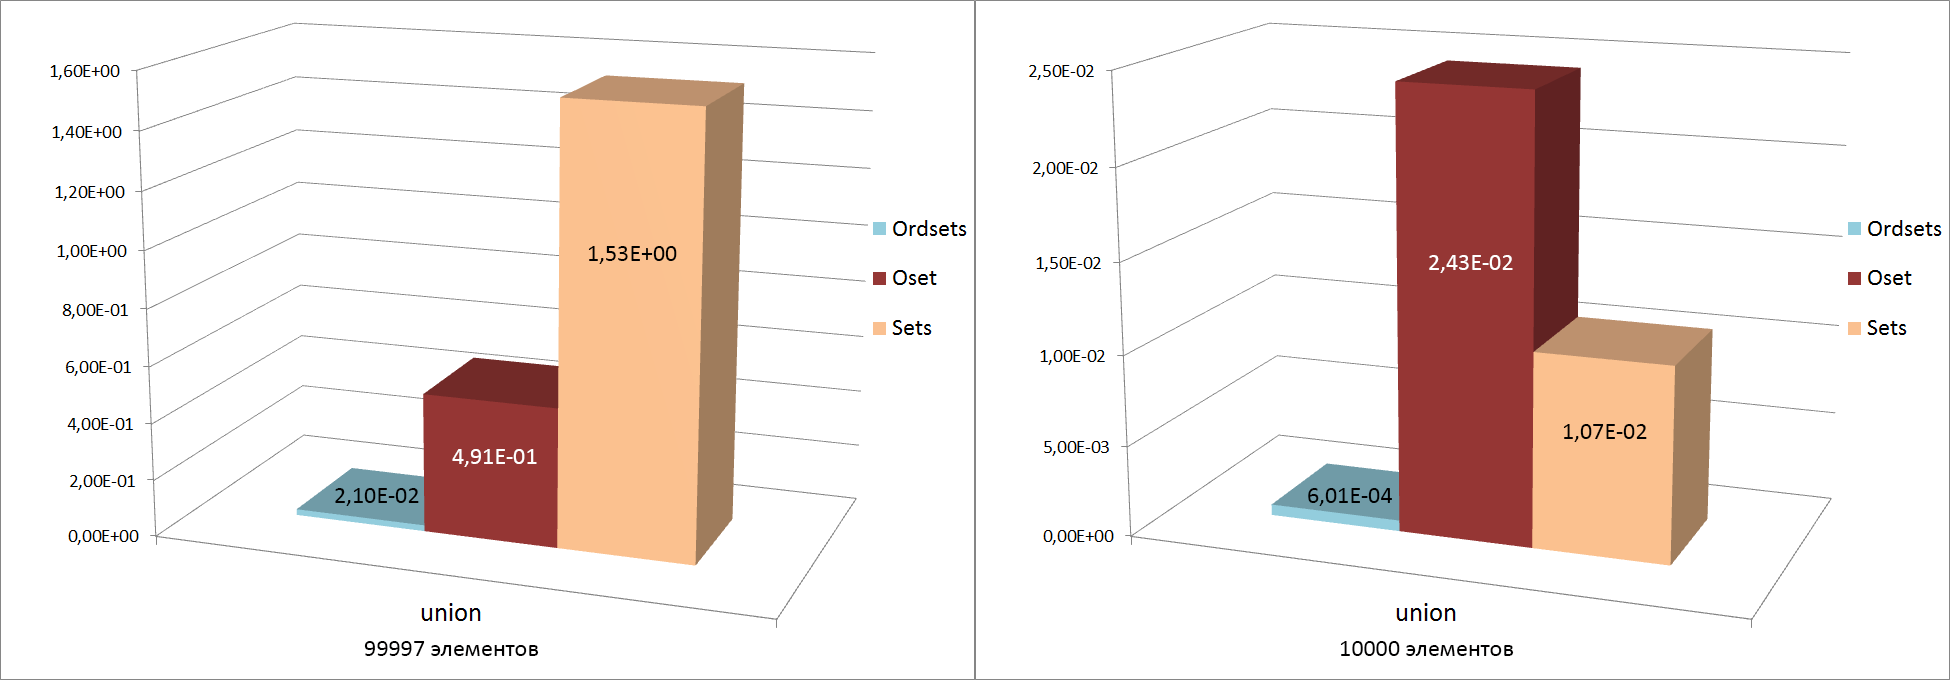 1,60E+00
1,40E+00
1,20E+00
1,00E+00
8,00E-01
6,00E-01
4,00E-01
2,00E-01
0,00E+00
2,10E-02
4,91E-01
1,53E+00
Ordsets
Oset
Sets
union
99997 элементов
2,50E-02
2,00E-02
1,50E-02
1,00E-02
5,00E-03
0,00E+00
6,01E-04
2,43E-02
1,07E-02
Ordsets
Oset
Sets
union
10000 элементов